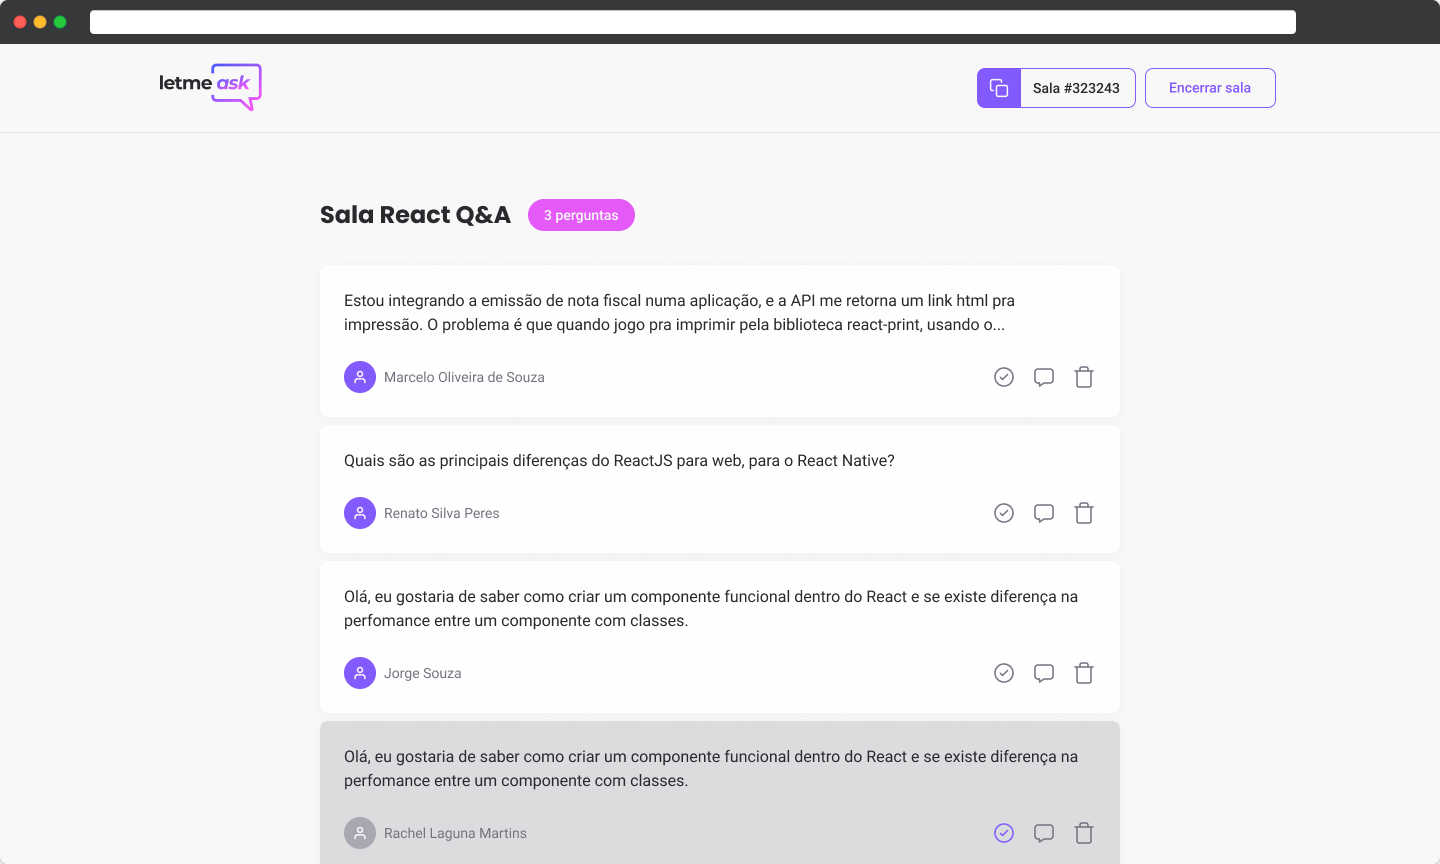 letme ask
Sala #323243
Encerrar sala
Sala React Q&A
3 perguntas
Estou integrando a emissão de nota fiscal numa aplicação, e a API me retorna um link html pra
impressão. O problema é que quando jogo pra imprimir pela biblioteca react-print, usando o...
Marcelo Oliveira de Souza
Quais são as principais diferenças do ReactJS para web, para o React Native?
Renato Silva Peres
Olá, eu gostaria de saber como criar um componente funcional dentro do React e se existe diferença na
perfomance entre um componente com classes.
Jorge Souza
Olá, eu gostaria de saber como criar um componente funcional dentro do React e se existe diferença na
perfomance entre um componente com classes.
Rachel Laguna Martins